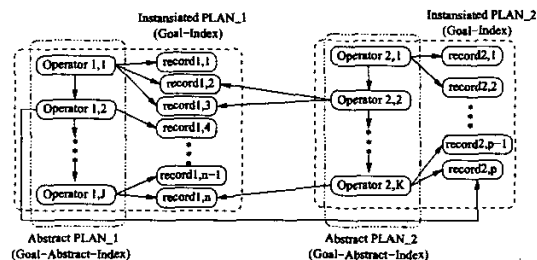 Instansiated PLAN_1
(Goal-Index)
Instansiated PLAN_2
(Goal-Index)
Operator 1,1
record1,1
record1,2
record1,3
Operator 1,2
record1,4
record1,n-1
Operator 1,J
record1,n
Operator 2,1
record2,1
record2,2
Operator 2,2
record2,p-1
record2,p
Operator 2,K
Abstract PLAN_1
(Goal-Abstract-Index)
Abstract PLAN_2
(Goal-Abstract-Index)